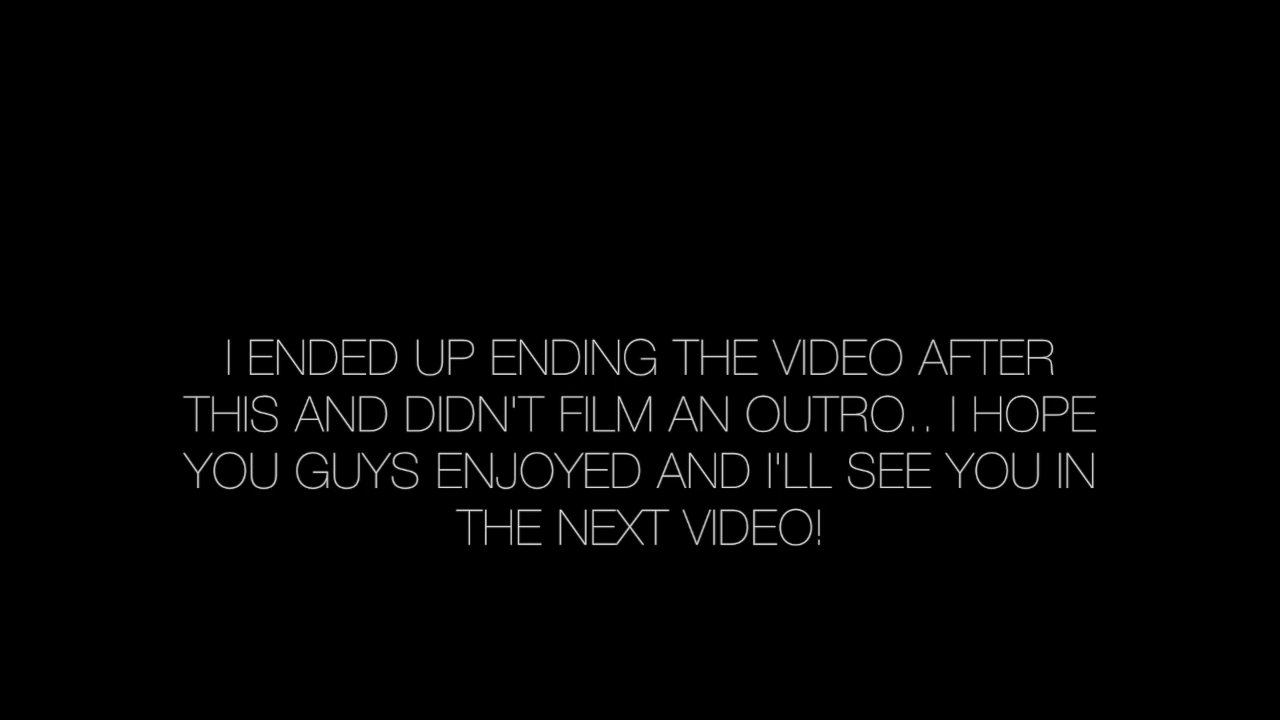 I ENDED UP ENDING THE VIDEO AFTER
THIS AND DIDN'T FILM AN OUTRO.. I HOPE
YOU GUYS ENJOYED AND I'LL SEE YOU IN
THE NEXT VIDEO!